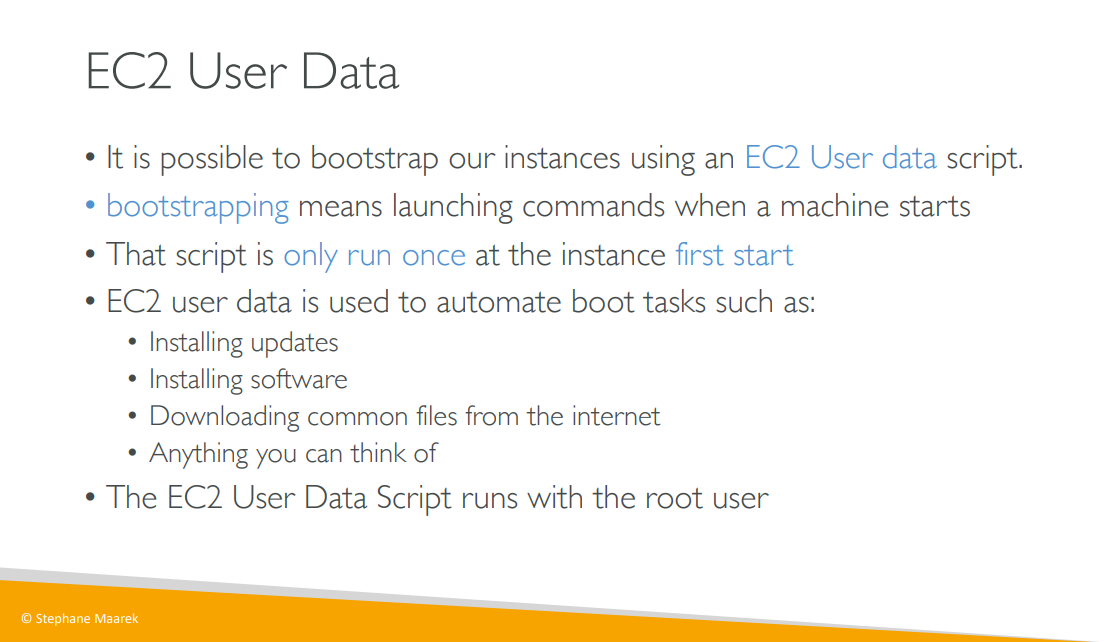 EC2 User Data
• It is possible to bootstrap our instances using an EC2 User data script.
• bootstrapping means launching commands when a machine starts
• That script is only run once at the instance first start
• EC2 user data is used to automate boot tasks such as:
• Installing updates
• Installing software
• Downloading common files from the internet
• Anything you can think of
• The EC2 User Data Script runs with the root user
© Stephane Maarek